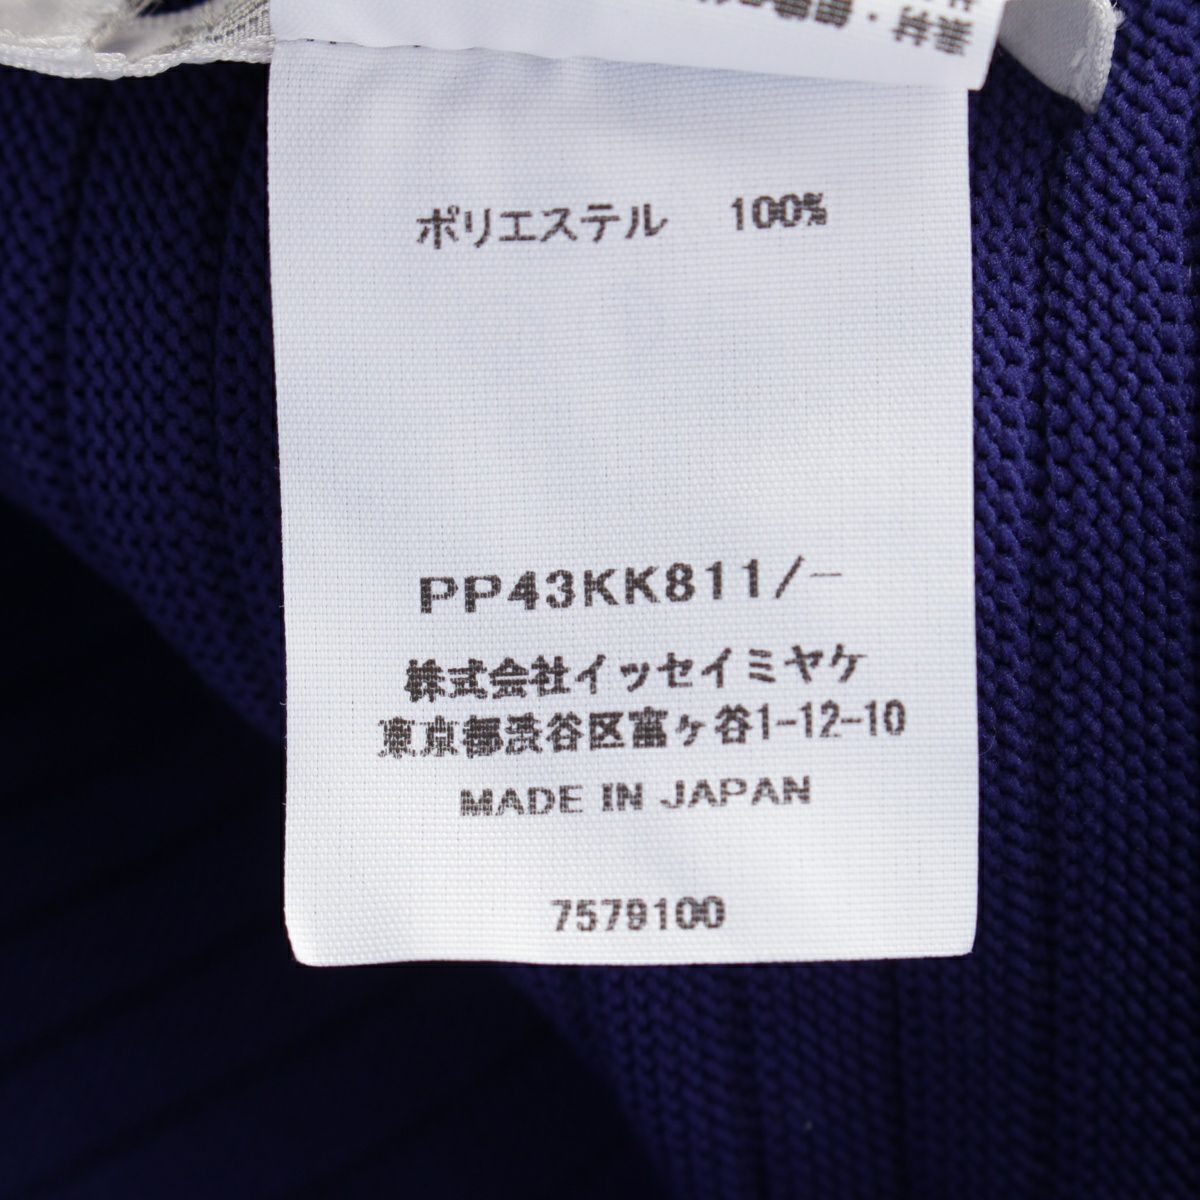 ポリエステル 100%
PP43KK811/-
株式会社イッセイミヤケ
東京都渋谷区富ヶ谷1-12-10
MADE IN JAPAN
7579100